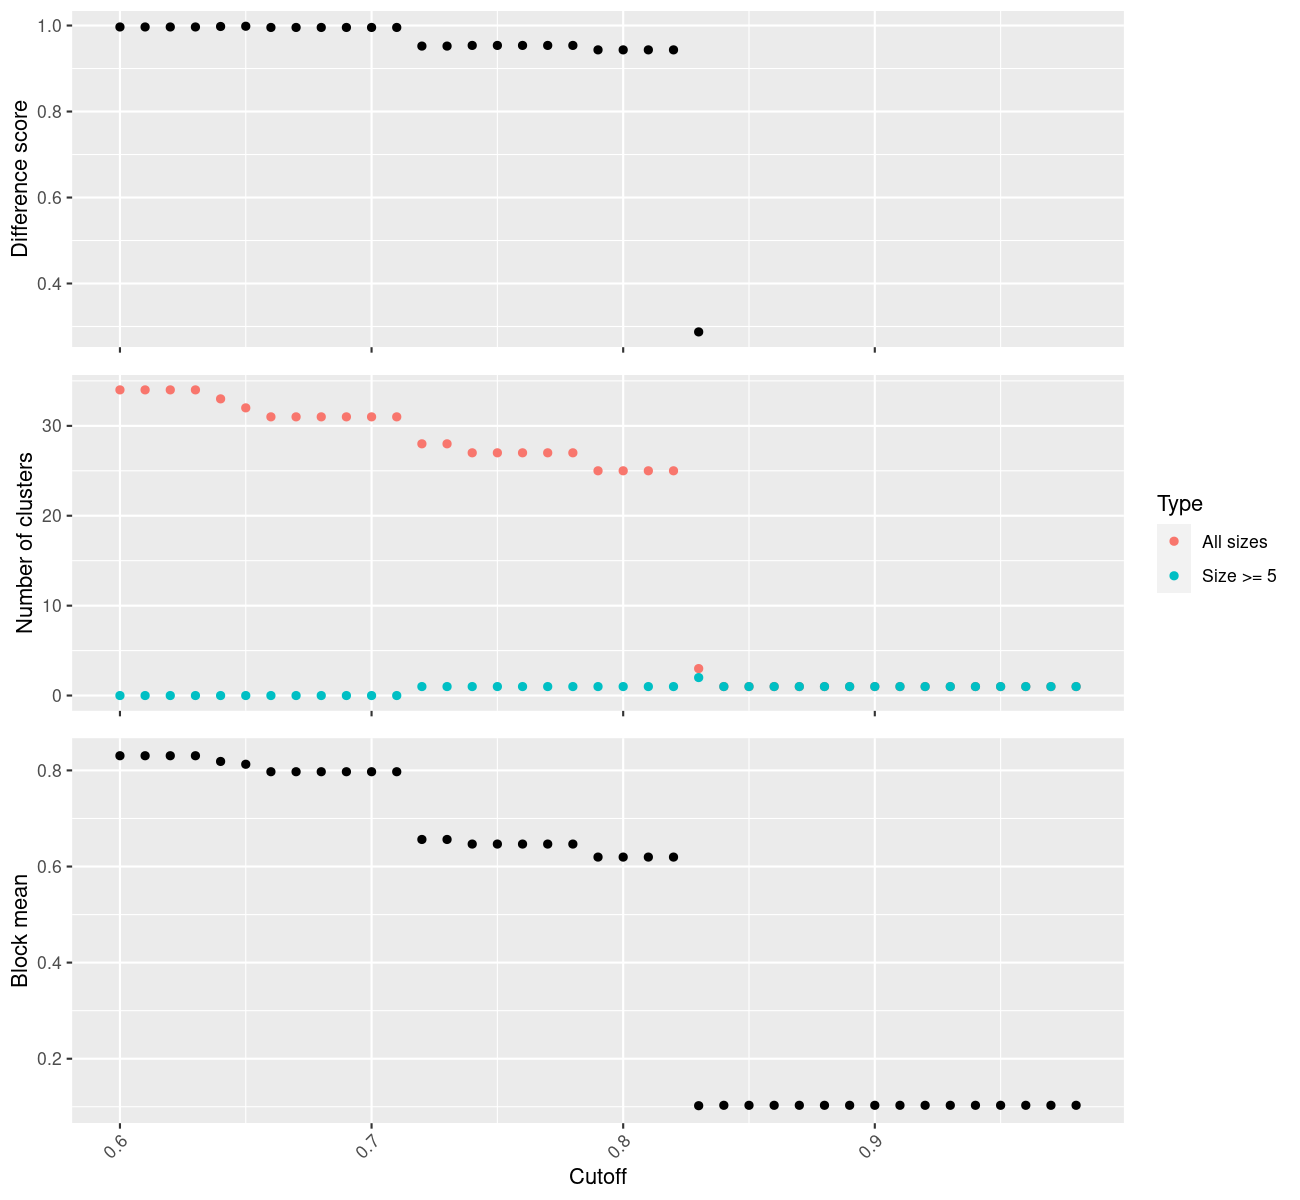 1.0
0.8
0.6
0.4
Difference score
30
20
10
0
Number of clusters
Type
All sizes
Size >= 5
0.8
0.6
0.4
0.2
Block mean
0.6
0.7
0.8
0.9
Cutoff